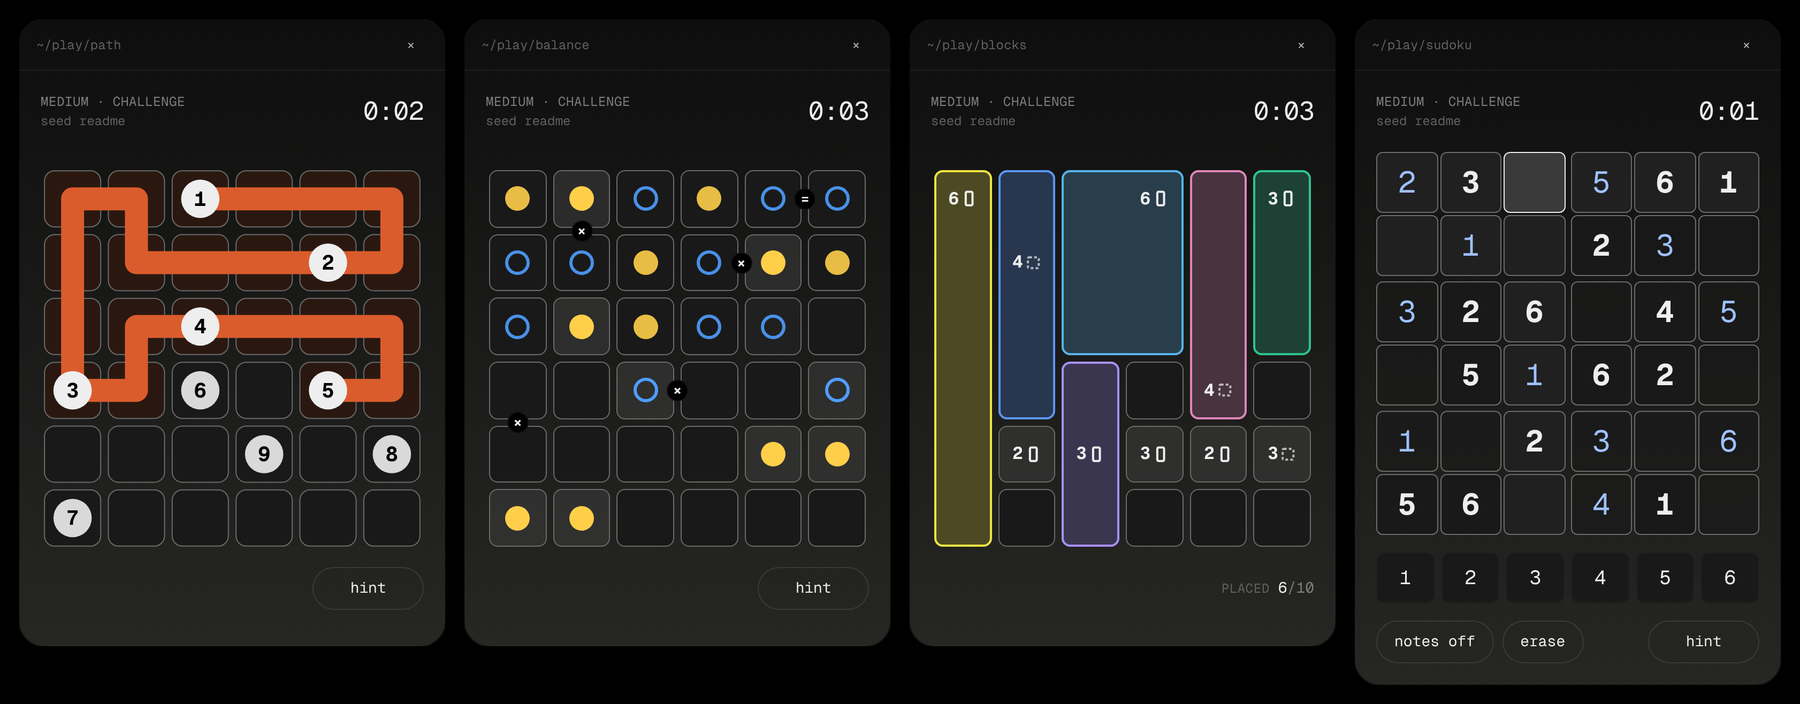 ~/play/path ×
MEDIUM · CHALLENGE
seed readme
0:02
1
2
4
3 6 5
9 8
7
hint
~/play/balance ×
MEDIUM · CHALLENGE
seed readme
0:03
=
×
×
×
×
hint
~/play/blocks ×
MEDIUM · CHALLENGE
seed readme
0:03
6 6 3
4
4
2 3 3 2 3
PLACED 6/10
~/play/sudoku ×
MEDIUM · CHALLENGE
seed readme
0:01
2 3 5 6 1
1 2 3
3 2 6 4 5
5 1 6 2
1 2 3 6
5 6 4 1
1 2 3 4 5 6
notes off erase hint